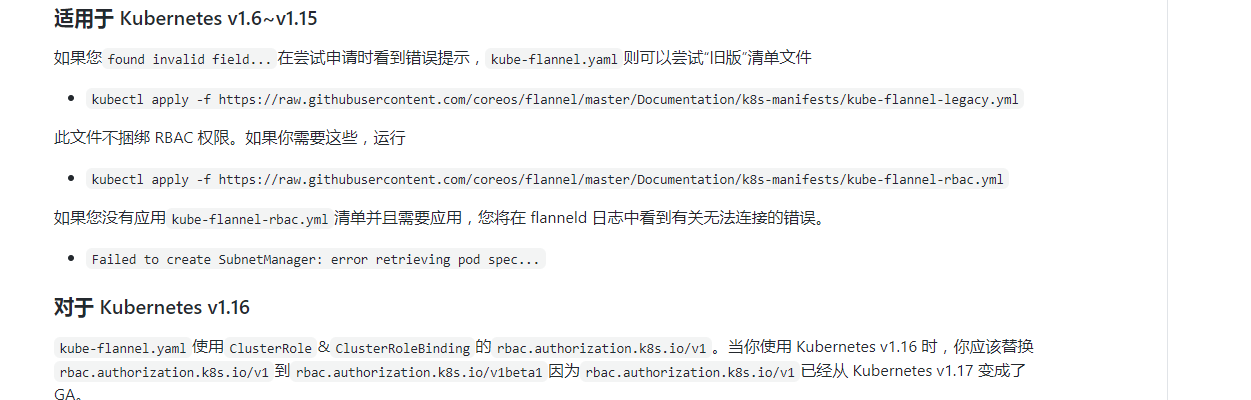 适用于 Kubernetes v1.6~v1.15
如果您 found invalid field... 在尝试申请时看到错误提示，kube-flannel.yaml 则可以尝试“旧版”清单文件
• kubectl apply -f https://raw.githubusercontent.com/coreos/flannel/master/Documentation/k8s-manifests/kube-flannel-legacy.yml
此文件不捆绑 RBAC 权限。如果你需要这些，运行
• kubectl apply -f https://raw.githubusercontent.com/coreos/flannel/master/Documentation/k8s-manifests/kube-flannel-rbac.yml
如果您没有应用 kube-flannel-rbac.yml 清单并且需要应用，您将在 flanneld 日志中看到有关无法连接的错误。
• Failed to create SubnetManager: error retrieving pod spec...
对于 Kubernetes v1.16
kube-flannel.yaml 使用 ClusterRole & ClusterRoleBinding 的 rbac.authorization.k8s.io/v1 。当你使用 Kubernetes v1.16 时，你应该替换
rbac.authorization.k8s.io/v1 到 rbac.authorization.k8s.io/v1beta1 因为 rbac.authorization.k8s.io/v1 已经从 Kubernetes v1.17 变成了
GA。